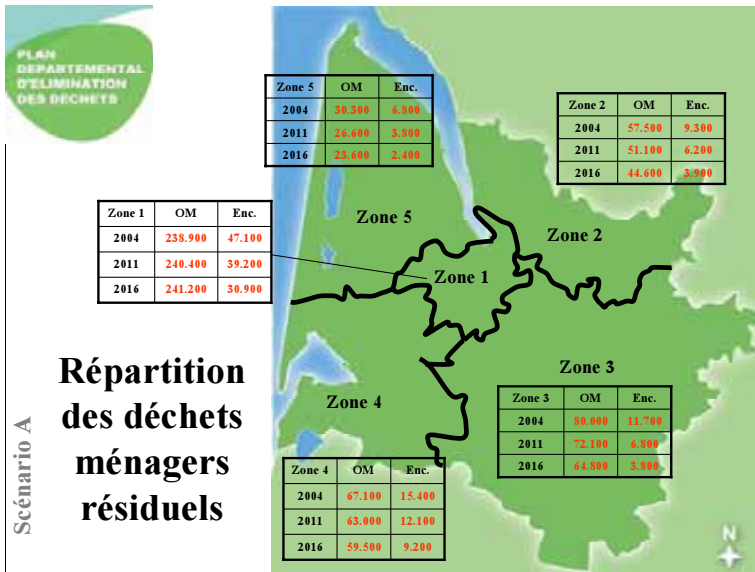 PLAN
DEPARTEMENTAL
D'ELIMINATION
DES DECHETS
Zone 5 OM Enc.
2004 30.300 6.800
2011 26.600 3.800
2016 23.600 2.400
Zone 2 OM Enc.
2004 57.500 9.300
2011 51.100 6.200
2016 44.600 3.900
Zone 1 OM Enc.
2004 238.900 47.100
2011 240.400 39.200
2016 241.200 30.900
Zone 5
Zone 2
Zone 1
Zone 3
Zone 4
Zone 3 OM Enc.
2004 80.000 11.700
2011 72.100 6.800
2016 64.800 3.800
Zone 4 OM Enc.
2004 67.100 15.400
2011 63.000 12.100
2016 59.500 9.200
Répartition
des déchets
ménagers
résiduels
Scénario A
N